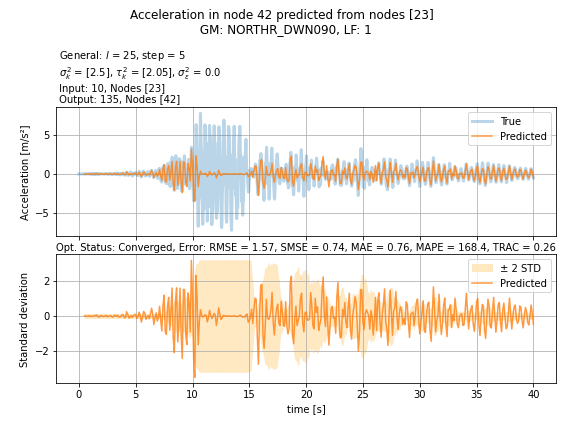 Acceleration in node 42 predicted from nodes [23]
GM: NORTHR_DWN090, LF: 1
General: l = 25, step = 5
σ²ₖ = [2.5], τ²ₖ = [2.05], σ²ₑ = 0.0
Input: 10, Nodes [23]
Output: 135, Nodes [42]
Acceleration [m/s²]
5
0
−5
True
Predicted
Opt. Status: Converged, Error: RMSE = 1.57, SMSE = 0.74, MAE = 0.76, MAPE = 168.4, TRAC = 0.26
Standard deviation
2
0
−2
± 2 STD
Predicted
0 5 10 15 20 25 30 35 40
time [s]